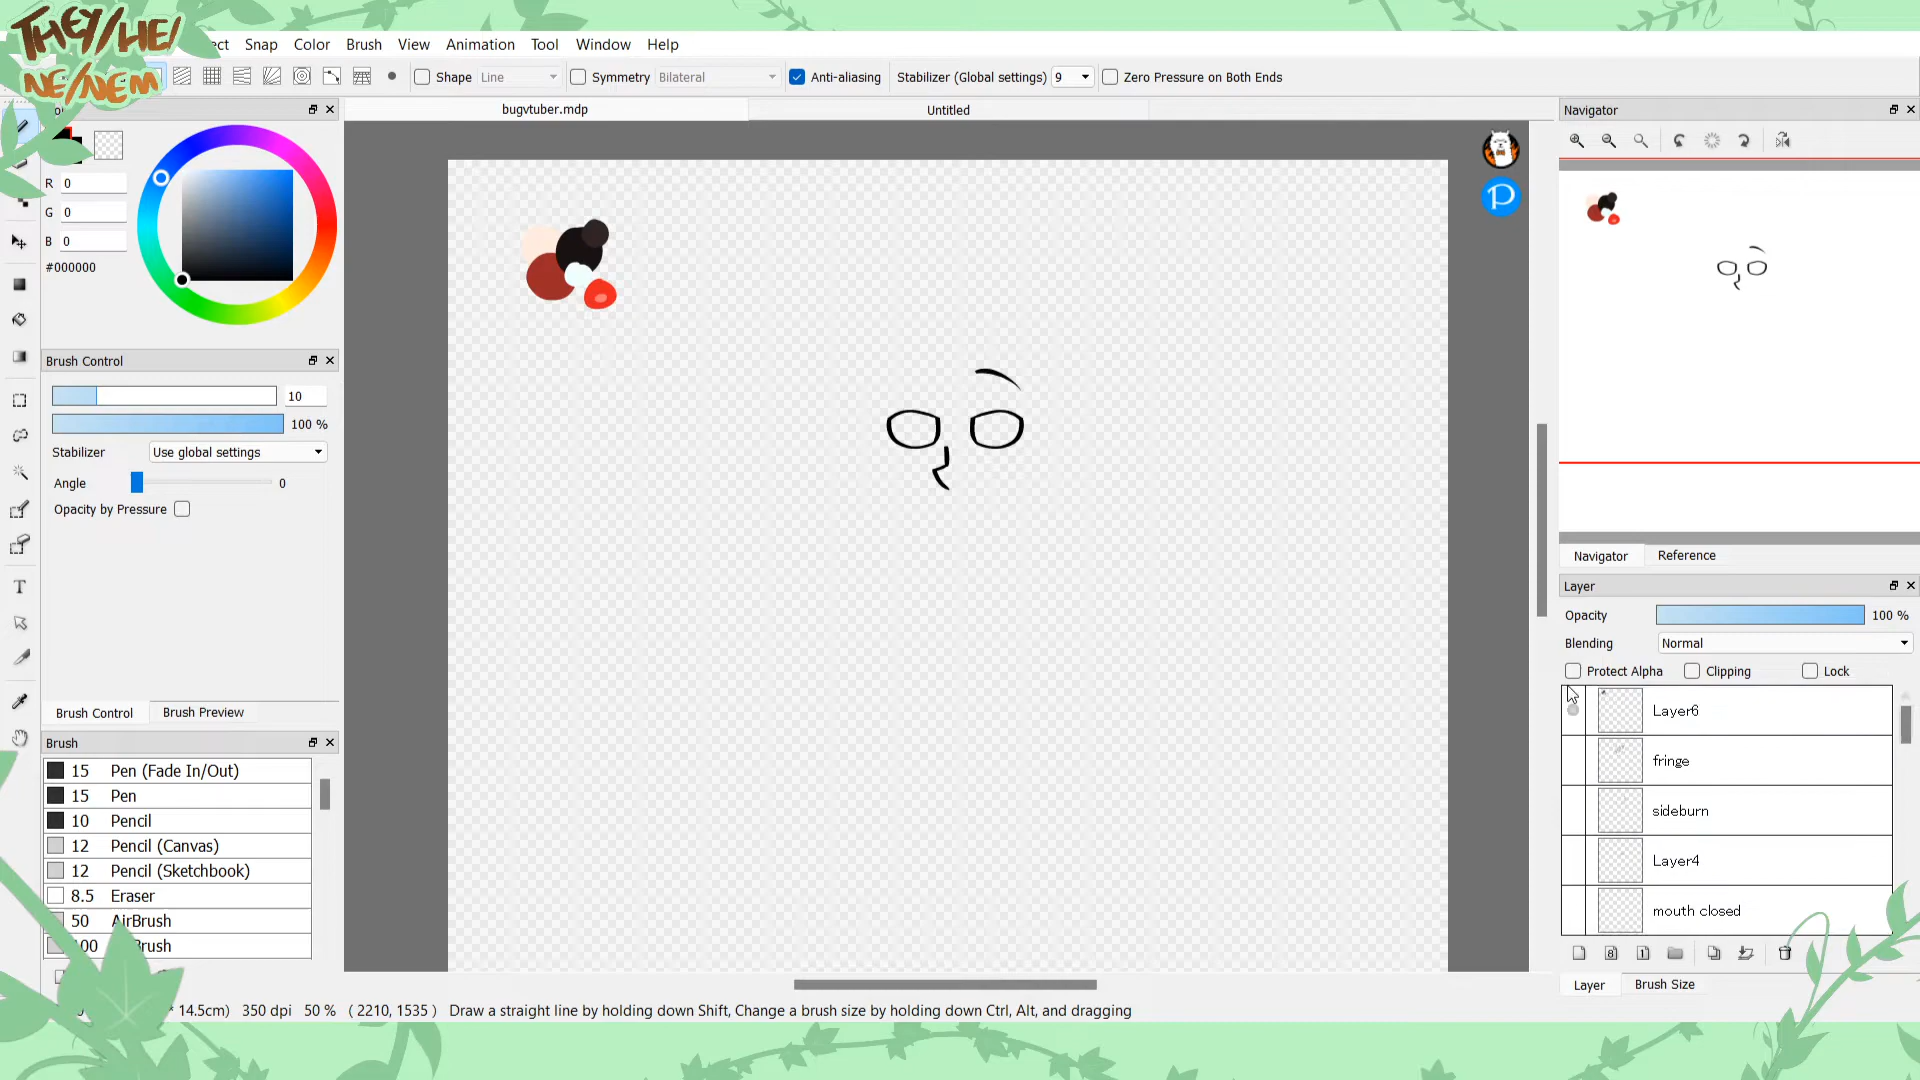 THEY/HE/
NE/NEM
ect Snap Color Brush View Animation Tool Window Help
Shape Line Symmetry Bilateral Anti-aliasing Stabilizer (Global settings) 9 Zero Pressure on Both Ends
bugvtuber.mdp Untitled
R 0
G 0
B 0
#000000
Brush Control
10
100 %
Stabilizer Use global settings
Angle 0
Opacity by Pressure
Brush Control Brush Preview
Brush
15 Pen (Fade In/Out)
15 Pen
10 Pencil
12 Pencil (Canvas)
12 Pencil (Sketchbook)
8.5 Eraser
50 AirBrush
100 Brush
* 14.5cm) 350 dpi 50 % ( 2210, 1535 ) Draw a straight line by holding down Shift, Change a brush size by holding down Ctrl, Alt, and dragging
P
Navigator
Navigator Reference
Layer
Opacity 100 %
Blending Normal
Protect Alpha Clipping Lock
Layer6
fringe
sideburn
Layer4
mouth closed
8 1
Layer Brush Size